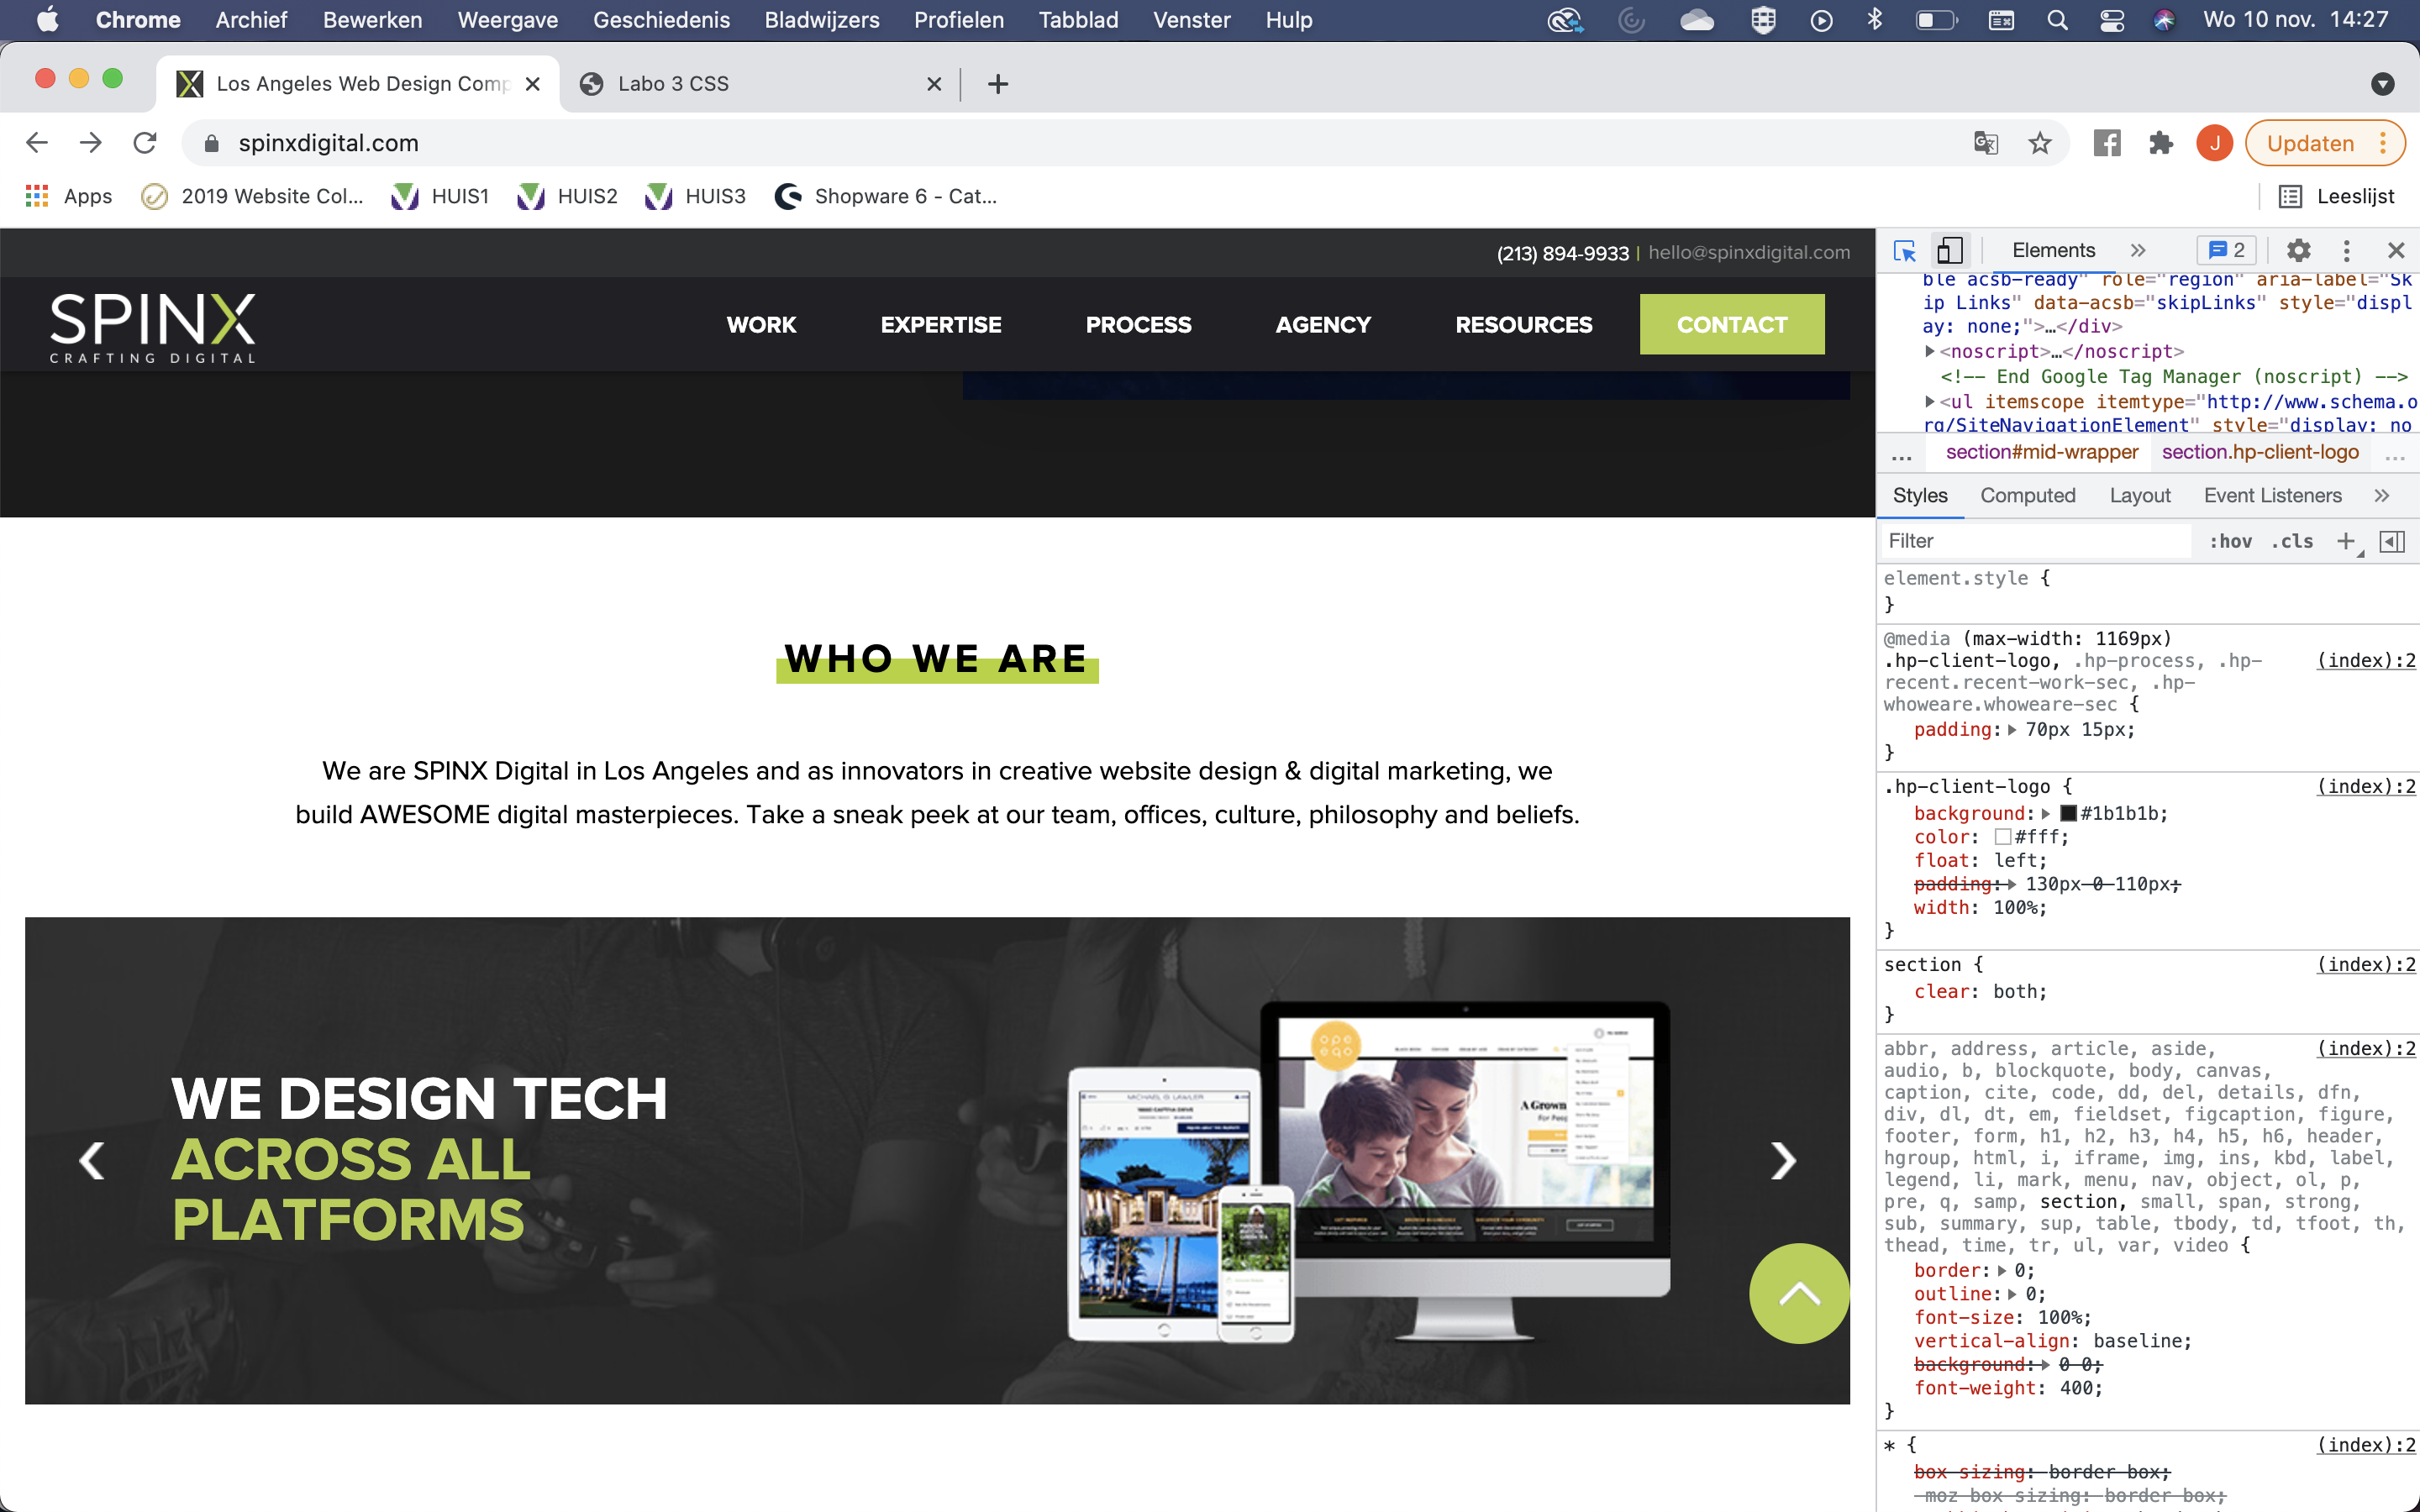 Chrome Archief Bewerken Weergave Geschiedenis Bladwijzers Profielen Tabblad Venster Hulp Wo 10 nov. 14:27
Los Angeles Web Design Comp
Labo 3 CSS
spinxdigital.com
J
Updaten
Apps 2019 Website Col... HUIS1 HUIS2 HUIS3 Shopware 6 - Cat... Leeslijst
(213) 894-9933 | hello@spinxdigital.com
SPINX
CRAFTING DIGITAL
WORK EXPERTISE PROCESS AGENCY RESOURCES CONTACT
WHO WE ARE
We are SPINX Digital in Los Angeles and as innovators in creative website design & digital marketing, we
build AWESOME digital masterpieces. Take a sneak peek at our team, offices, culture, philosophy and beliefs.
WE DESIGN TECH
ACROSS ALL
PLATFORMS
MICHAEL G. LAWLER
A Grown
For Peop
Elements » 2
ble acsb-ready" role="region" aria-label="Sk
ip Links" data-acsb="skipLinks" style="displ
ay: none;">…</div>
<noscript>…</noscript>
<!-- End Google Tag Manager (noscript) -->
<ul itemscope itemtype="http://www.schema.o
rg/SiteNavigationElement" style="display: no
... section#mid-wrapper section.hp-client-logo ...
Styles Computed Layout Event Listeners »
Filter :hov .cls +
element.style {
}
@media (max-width: 1169px)
.hp-client-logo, .hp-process, .hp- (index):2
recent.recent-work-sec, .hp-
whoweare.whoweare-sec {
padding: 70px 15px;
}
.hp-client-logo { (index):2
background: #1b1b1b;
color: #fff;
float: left;
padding: 130px 0 110px;
width: 100%;
}
section { (index):2
clear: both;
}
abbr, address, article, aside, (index):2
audio, b, blockquote, body, canvas,
caption, cite, code, dd, del, details, dfn,
div, dl, dt, em, fieldset, figcaption, figure,
footer, form, h1, h2, h3, h4, h5, h6, header,
hgroup, html, i, iframe, img, ins, kbd, label,
legend, li, mark, menu, nav, object, ol, p,
pre, q, samp, section, small, span, strong,
sub, summary, sup, table, tbody, td, tfoot, th,
thead, time, tr, ul, var, video {
border: 0;
outline: 0;
font-size: 100%;
vertical-align: baseline;
background: 0 0;
font-weight: 400;
}
* { (index):2
box-sizing: border-box;
-moz-box-sizing: border-box;